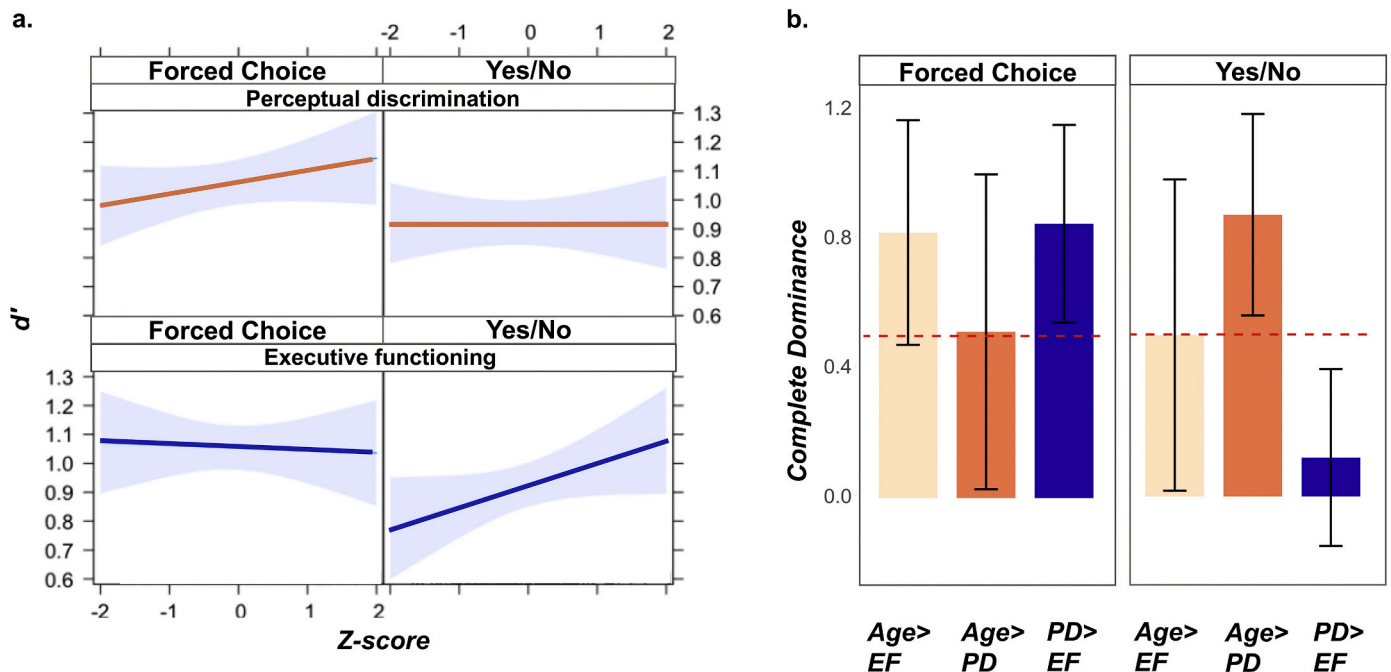 a.
-2 -1 0 1 2
Forced Choice Yes/No
Perceptual discrimination
1.3
1.2
1.1
1.0
0.9
0.8
0.7
0.6
d'
Forced Choice Yes/No
Executive functioning
1.3
1.2
1.1
1.0
0.9
0.8
0.7
0.6
-2 -1 0 1 2
Z-score
b.
Forced Choice Yes/No
1.2
0.8
0.4
0.0
Complete Dominance
Age> Age> PD> Age> Age> PD>
EF PD EF EF PD EF